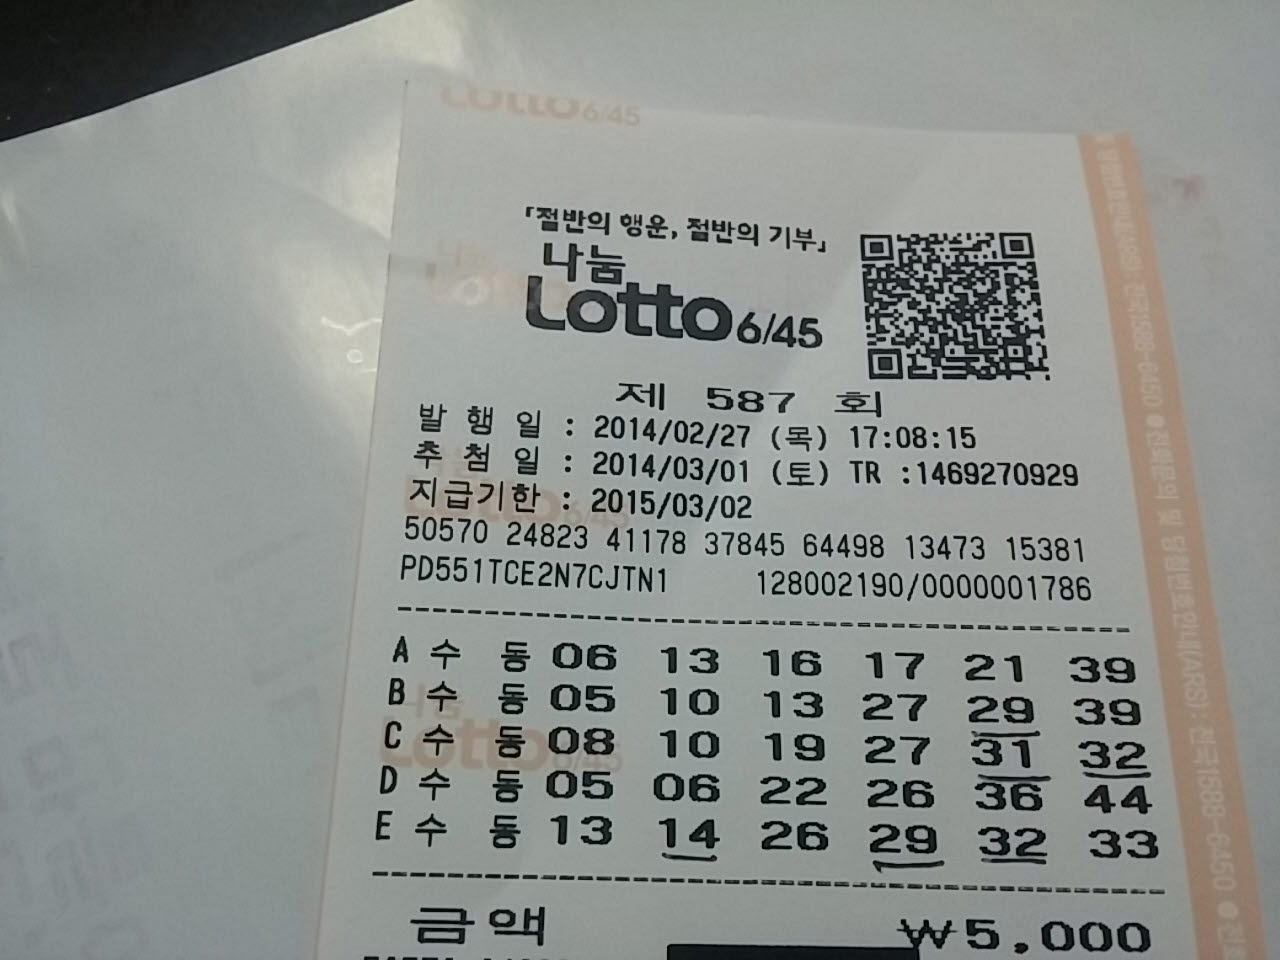 Lotto6/45
「절반의 행운, 절반의 기부」
나눔
Lotto 6/45
제 587 회
발 행 일 : 2014/02/27 (목) 17:08:15
추 첨 일 : 2014/03/01 (토) TR :1469270929
지급기한 : 2015/03/02
50570 24823 41178 37845 64498 13473 15381
PD551TCE2N7CJTN1 128002190/0000001786
A 수 동 06 13 16 17 21 39
B 수 동 05 10 13 27 29 39
C 수 동 08 10 19 27 31 32
D 수 동 05 06 22 26 36 44
E 수 동 13 14 26 29 32 33
금액 ₩5,000